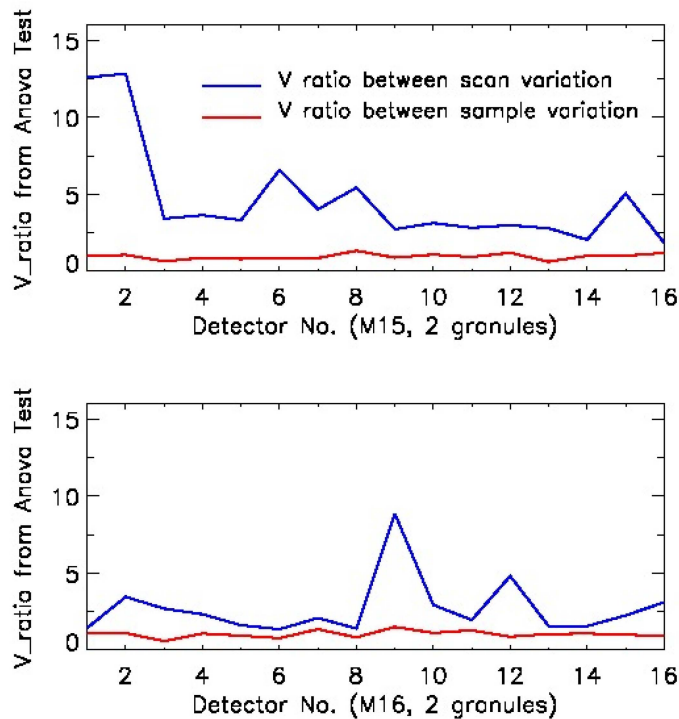 V_ratio from Anova Test
15
10
5
0
V ratio between scan variation
V ratio between sample variation
2 4 6 8 10 12 14 16
Detector No. (M15, 2 granules)
V_ratio from Anova Test
15
10
5
0
2 4 6 8 10 12 14 16
Detector No. (M16, 2 granules)